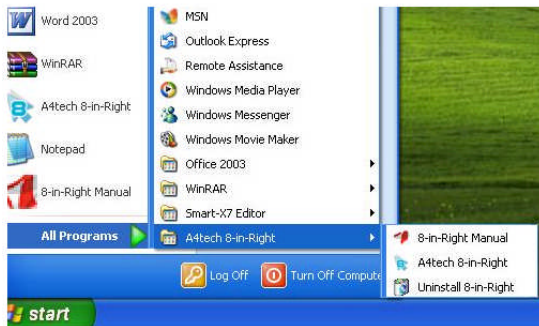 Word 2003
WinRAR
A4tech 8-in-Right
Notepad
8-in-Right Manual
All Programs
MSN
Outlook Express
Remote Assistance
Windows Media Player
Windows Messenger
Windows Movie Maker
Office 2003
WinRAR
Smart-X7 Editor
A4tech 8-in-Right
8-in-Right Manual
A4tech 8-in-Right
Uninstall 8-in-Right
Log Off
Turn Off Compute
start